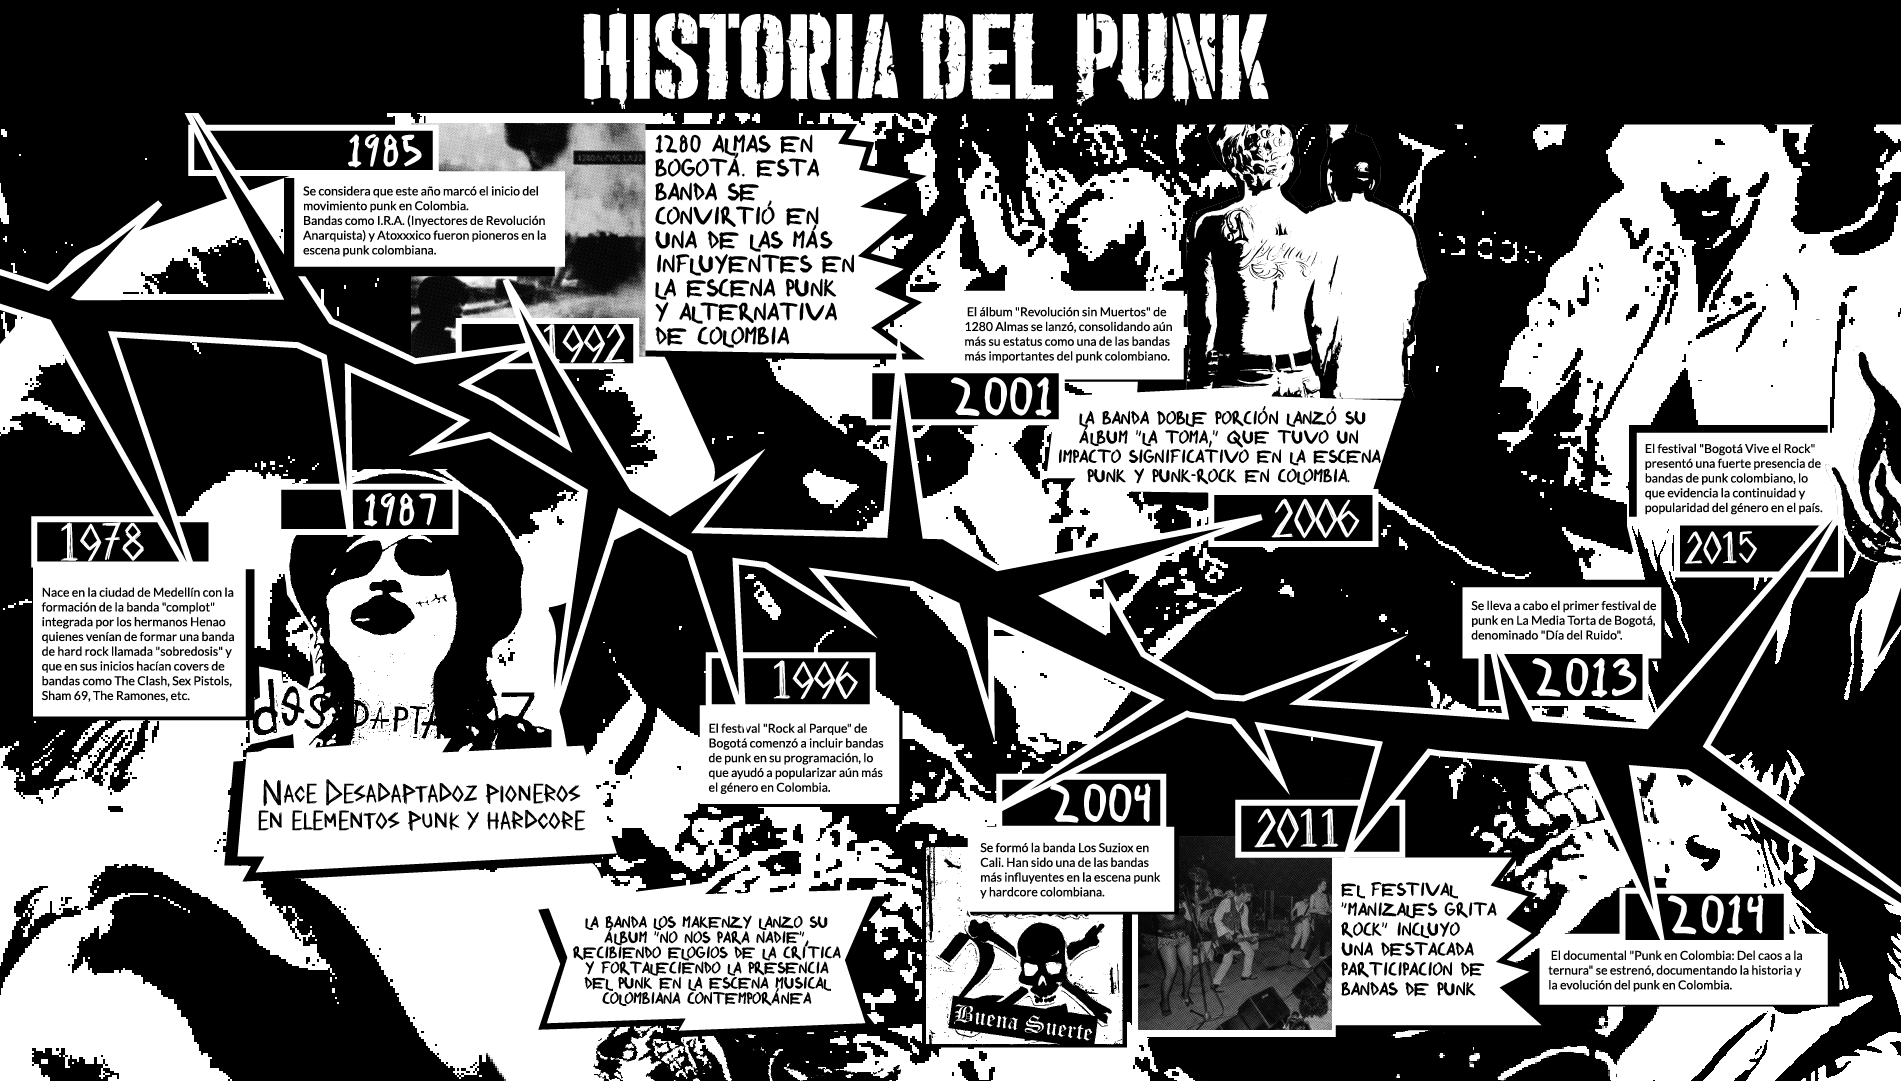 HISTORIA DEL PUNK
1985
Se considera que este año marcó el inicio del
movimiento punk en Colombia.
Bandas como I.R.A. (Inyectores de Revolución
Anarquista) y Atoxxxico fueron pioneros en la
escena punk colombiana.
1992
1280 ALMAS EN
BOGOTÁ. ESTA
BANDA SE
CONVIRTIÓ EN
UNA DE LAS MÁS
INFLUYENTES EN
LA ESCENA PUNK
Y ALTERNATIVA
DE COLOMBIA
El álbum "Revolución sin Muertos" de
1280 Almas se lanzó, consolidando aún
más su estatus como una de las bandas
más importantes del punk colombiano.
2001
LA BANDA DOBLE PORCIÓN LANZÓ SU
ÁLBUM "LA TOMA," QUE TUVO UN
IMPACTO SIGNIFICATIVO EN LA ESCENA
PUNK Y PUNK-ROCK EN COLOMBIA.
2006
El festival "Bogotá Vive el Rock"
presentó una fuerte presencia de
bandas de punk colombiano, lo
que evidencia la continuidad y
popularidad del género en el país.
2015
1978
Nace en la ciudad de Medellín con la
formación de la banda "complot"
integrada por los hermanos Henao
quienes venían de formar una banda
de hard rock llamada "sobredosis" y
que en sus inicios hacían covers de
bandas como The Clash, Sex Pistols,
Sham 69, The Ramones, etc.
1987
NACE DESADAPTADOZ PIONEROS
EN ELEMENTOS PUNK Y HARDCORE
1996
El festival "Rock al Parque" de
Bogotá comenzó a incluir bandas
de punk en su programación, lo
que ayudó a popularizar aún más
el género en Colombia.
Se lleva a cabo el primer festival de
punk en La Media Torta de Bogotá,
denominado "Día del Ruido".
2013
2004
Se formó la banda Los Suziox en
Cali. Han sido una de las bandas
más influyentes en la escena punk
y hardcore colombiana.
Buena Suerte
LA BANDA LOS MAKENZY LANZO SU
ÁLBUM "NO NOS PARA NADIE",
RECIBIENDO ELOGIOS DE LA CRÍTICA
Y FORTALECIENDO LA PRESENCIA
DEL PUNK EN LA ESCENA MUSICAL
COLOMBIANA CONTEMPORÁNEA
2011
EL FESTIVAL
"MANIZALES GRITA
ROCK" INCLUYO
UNA DESTACADA
PARTICIPACION DE
BANDAS DE PUNK
2014
El documental "Punk en Colombia: Del caos a la
ternura" se estrenó, documentando la historia y
la evolución del punk en Colombia.